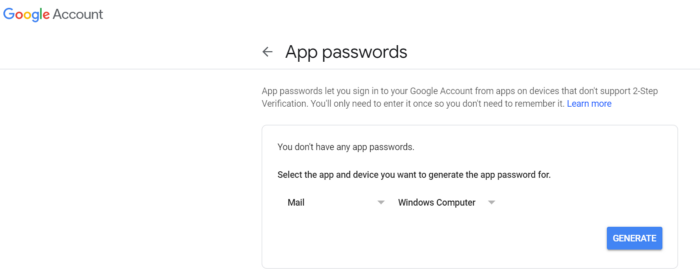 Google Account
← App passwords
App passwords let you sign in to your Google Account from apps on devices that don't support 2-Step
Verification. You'll only need to enter it once so you don't need to remember it. Learn more
You don't have any app passwords.
Select the app and device you want to generate the app password for.
Mail Windows Computer
GENERATE